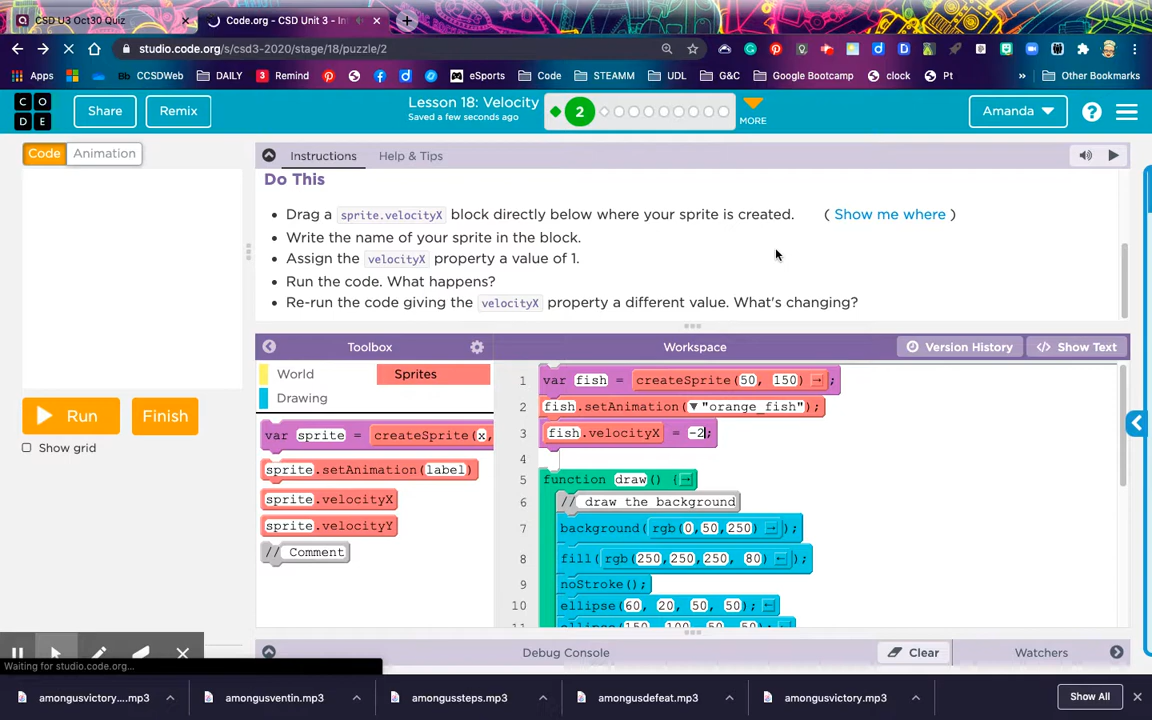 CSD U3 Oct30 Quiz
Code.org - CSD Unit 3 - In
studio.code.org/s/csd3-2020/stage/18/puzzle/2
Apps
Bb CCSDWeb
DAILY
3 Remind
eSports
Code
STEAMM
UDL
G&C
Google Bootcamp
clock
Pt
Other Bookmarks
C O
D E
Share
Remix
Lesson 18: Velocity
Saved a few seconds ago
2
MORE
Amanda
Code
Animation
Instructions
Help & Tips
Do This
Drag a sprite.velocityX block directly below where your sprite is created. ( Show me where )
Write the name of your sprite in the block.
Assign the velocityX property a value of 1.
Run the code. What happens?
Re-run the code giving the velocityX property a different value. What's changing?
Toolbox
Workspace
Version History
</> Show Text
World
Sprites
Drawing
var sprite = createSprite(x,
sprite.setAnimation(label)
sprite.velocityX
sprite.velocityY
// Comment
Run
Finish
Show grid
1 var fish = createSprite(50, 150);
2 fish.setAnimation("orange_fish");
3 fish.velocityX = -2;
4
5 function draw() {
6 // draw the background
7 background(rgb(0,50,250));
8 fill(rgb(250,250,250, 80));
9 noStroke();
10 ellipse(60, 20, 50, 50);
11 ellipse(150, 100, 50, 50);
Debug Console
Clear
Watchers
Waiting for studio.code.org...
amongusvictory....mp3
amongusventin.mp3
amongussteps.mp3
amongusdefeat.mp3
amongusvictory.mp3
Show All